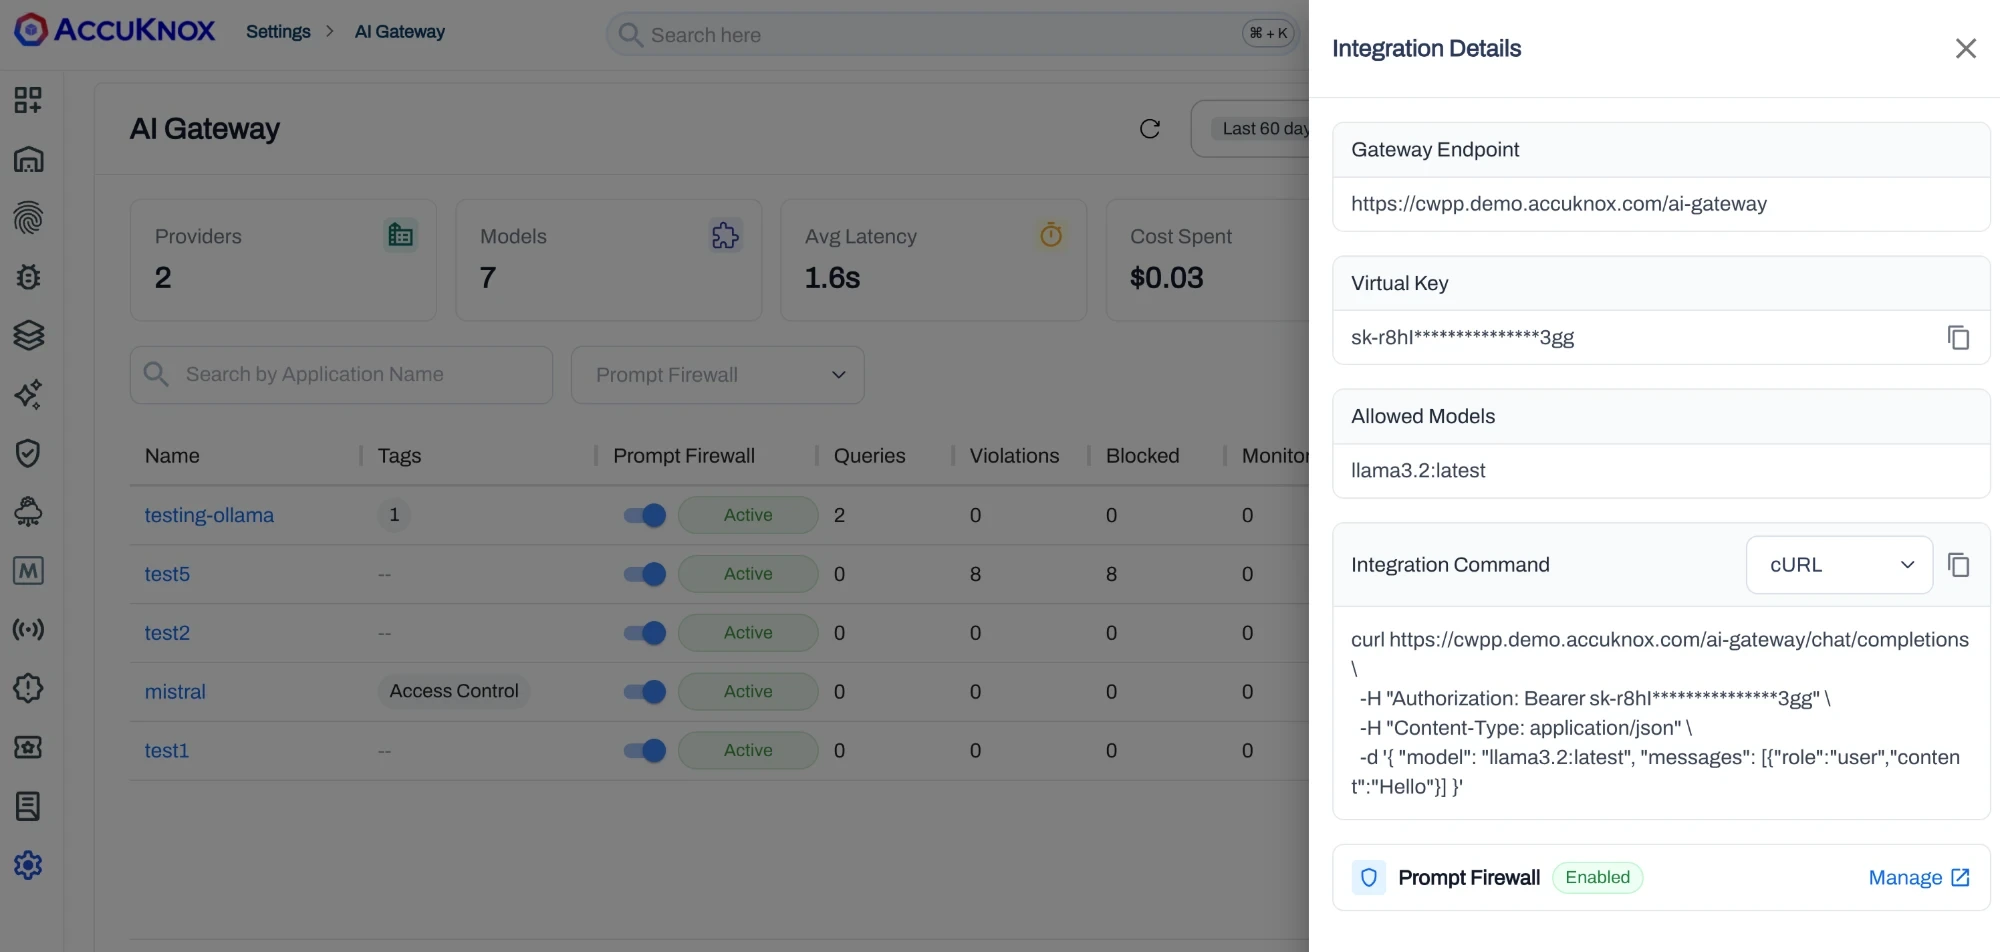 ACCUKNOX
Settings > AI Gateway
Search here
⌘ + K
AI Gateway
Last 60 day
Providers
2
Models
7
Avg Latency
1.6s
Cost Spent
$0.03
Search by Application Name
Prompt Firewall
Name Tags Prompt Firewall Queries Violations Blocked Monitor
testing-ollama 1 Active 2 0 0 0
test5 -- Active 0 8 8 0
test2 -- Active 0 0 0 0
mistral Access Control Active 0 0 0 0
test1 -- Active 0 0 0 0
M
Integration Details
Gateway Endpoint
https://cwpp.demo.accuknox.com/ai-gateway
Virtual Key
sk-r8hI***************3gg
Allowed Models
llama3.2:latest
Integration Command
cURL
curl https://cwpp.demo.accuknox.com/ai-gateway/chat/completions
\
-H "Authorization: Bearer sk-r8hI***************3gg" \
-H "Content-Type: application/json" \
-d '{ "model": "llama3.2:latest", "messages": [{"role":"user","conten
t":"Hello"}] }'
Prompt Firewall Enabled Manage